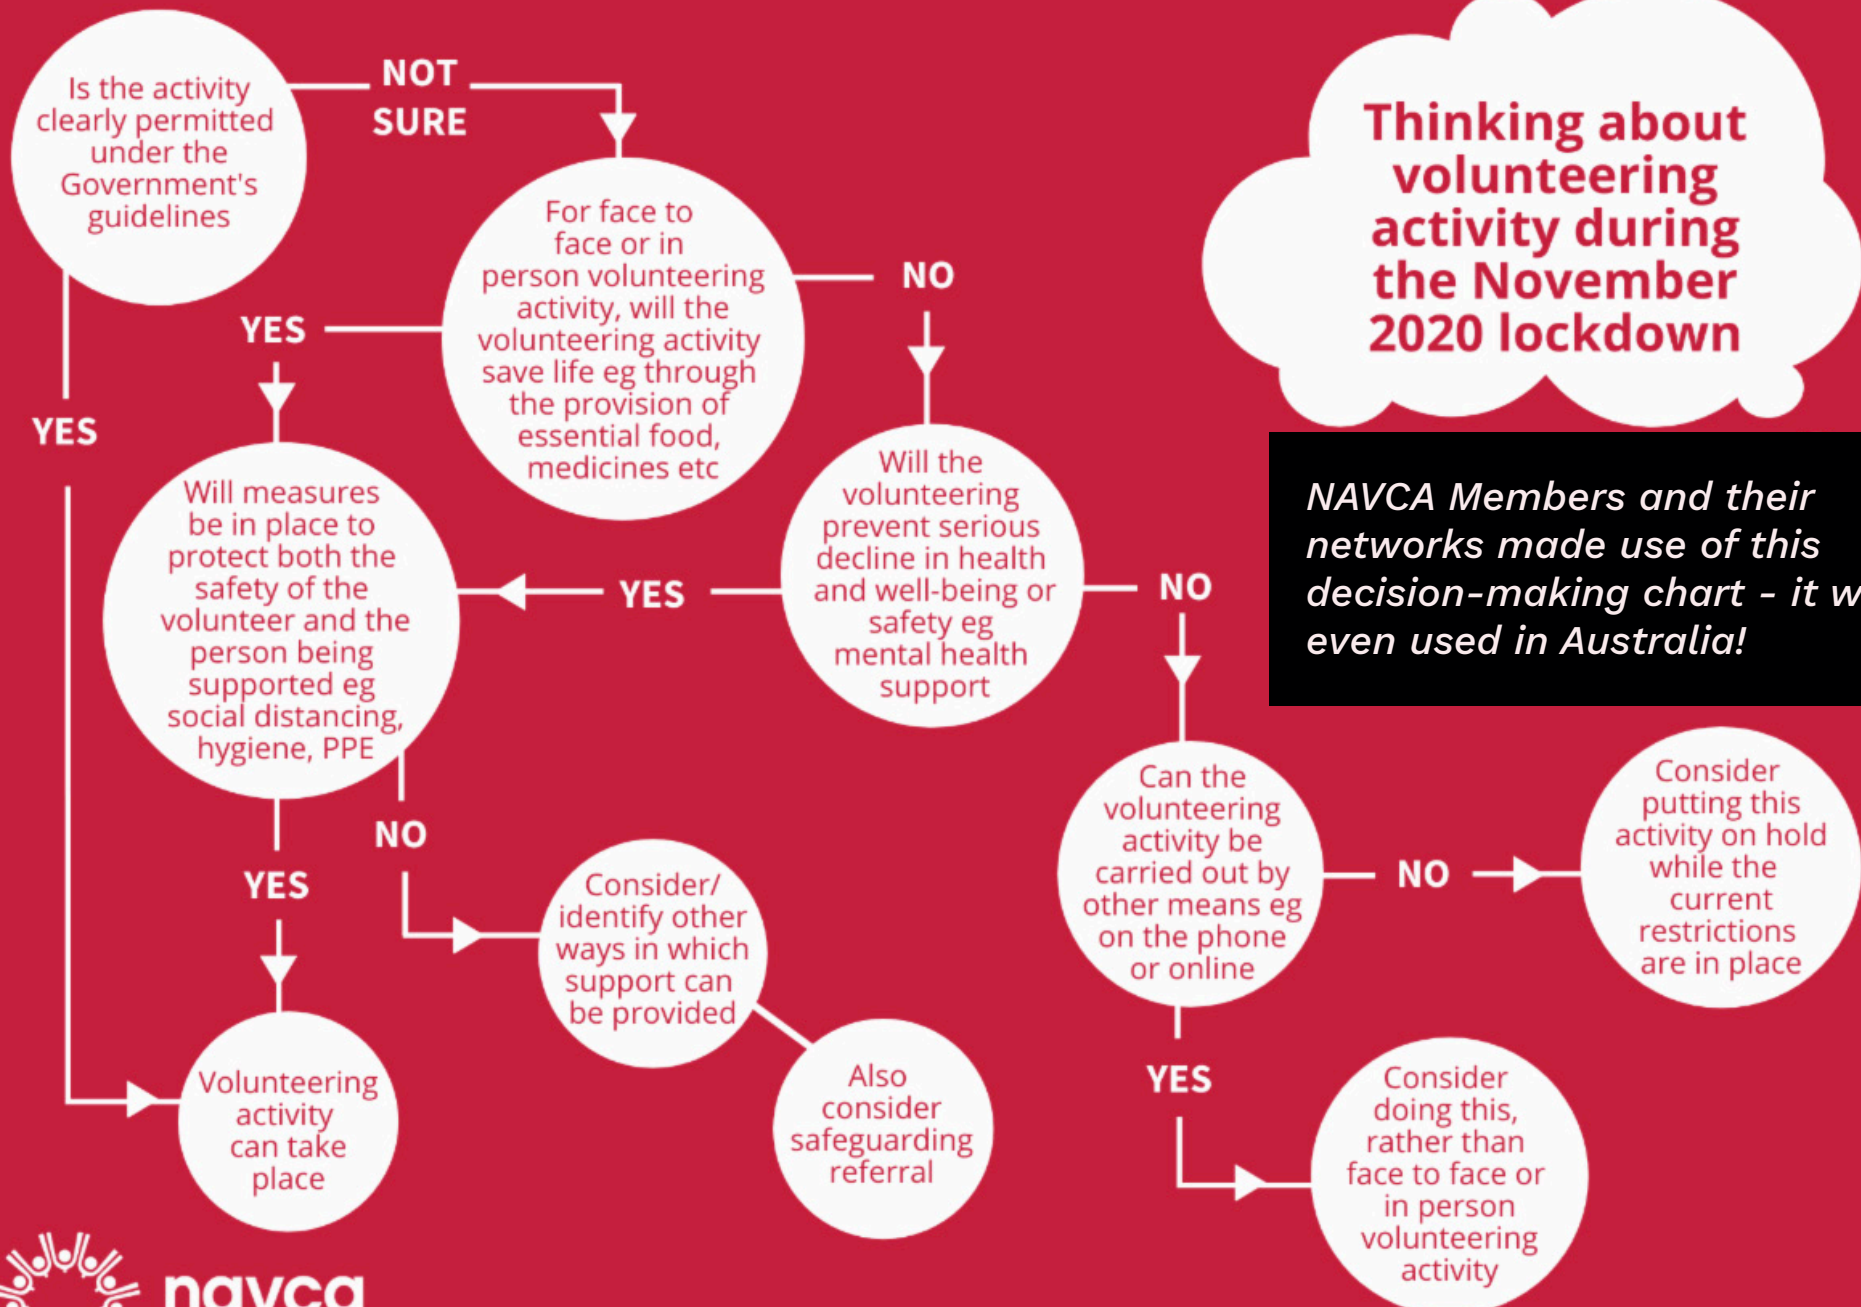 Is the activity
clearly permitted
under the
Government's
guidelines
NOT
SURE
For face to
face or in
person volunteering
activity, will the
volunteering activity
save life eg through
the provision of
essential food,
medicines etc
YES
NO
YES
Thinking about
volunteering
activity during
the November
2020 lockdown
NAVCA Members and their
networks made use of this
decision-making chart - it
even used in Australia!
Will measures
be in place to
protect both the
safety of the
volunteer and the
person being
supported eg
social distancing,
hygiene, PPE
YES
Will the
volunteering
prevent serious
decline in health
and well-being or
safety eg
mental health
support
NO
YES
NO
Consider/
identify other
ways in which
support can
be provided
Also
consider
safeguarding
referral
Can the
volunteering
activity be
carried out by
other means eg
on the phone
or online
NO
Consider
putting this
activity on hold
while the
current
restrictions
are in place
YES
Consider
doing this,
rather than
face to face or
in person
volunteering
activity
Volunteering
activity
can take
place
navca